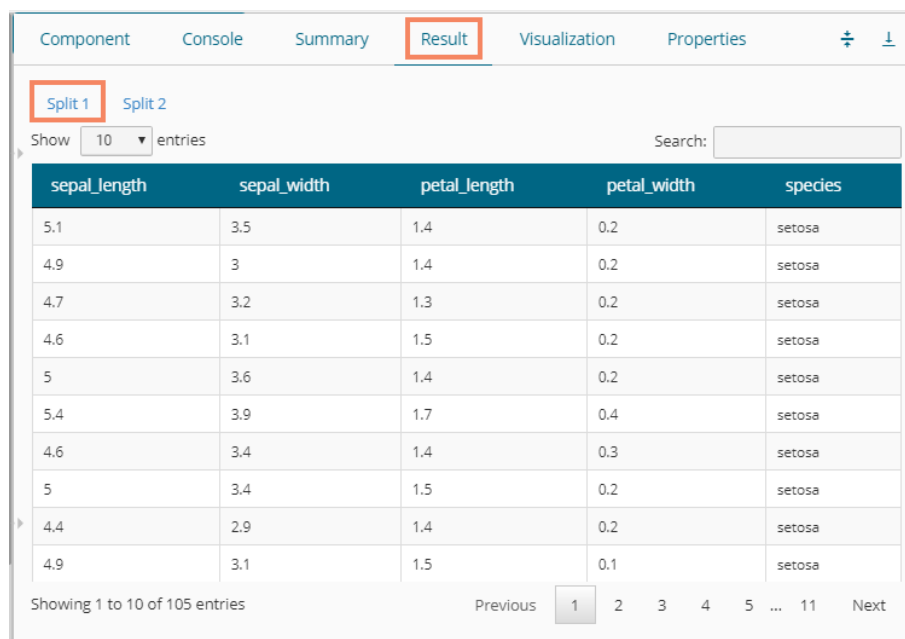 Component Console Summary Result Visualization Properties
Split 1 Split 2
Show 10 entries Search:
sepal_length sepal_width petal_length petal_width species
5.1 3.5 1.4 0.2 setosa
4.9 3 1.4 0.2 setosa
4.7 3.2 1.3 0.2 setosa
4.6 3.1 1.5 0.2 setosa
5 3.6 1.4 0.2 setosa
5.4 3.9 1.7 0.4 setosa
4.6 3.4 1.4 0.3 setosa
5 3.4 1.5 0.2 setosa
4.4 2.9 1.4 0.2 setosa
4.9 3.1 1.5 0.1 setosa
Showing 1 to 10 of 105 entries Previous 1 2 3 4 5 ... 11 Next